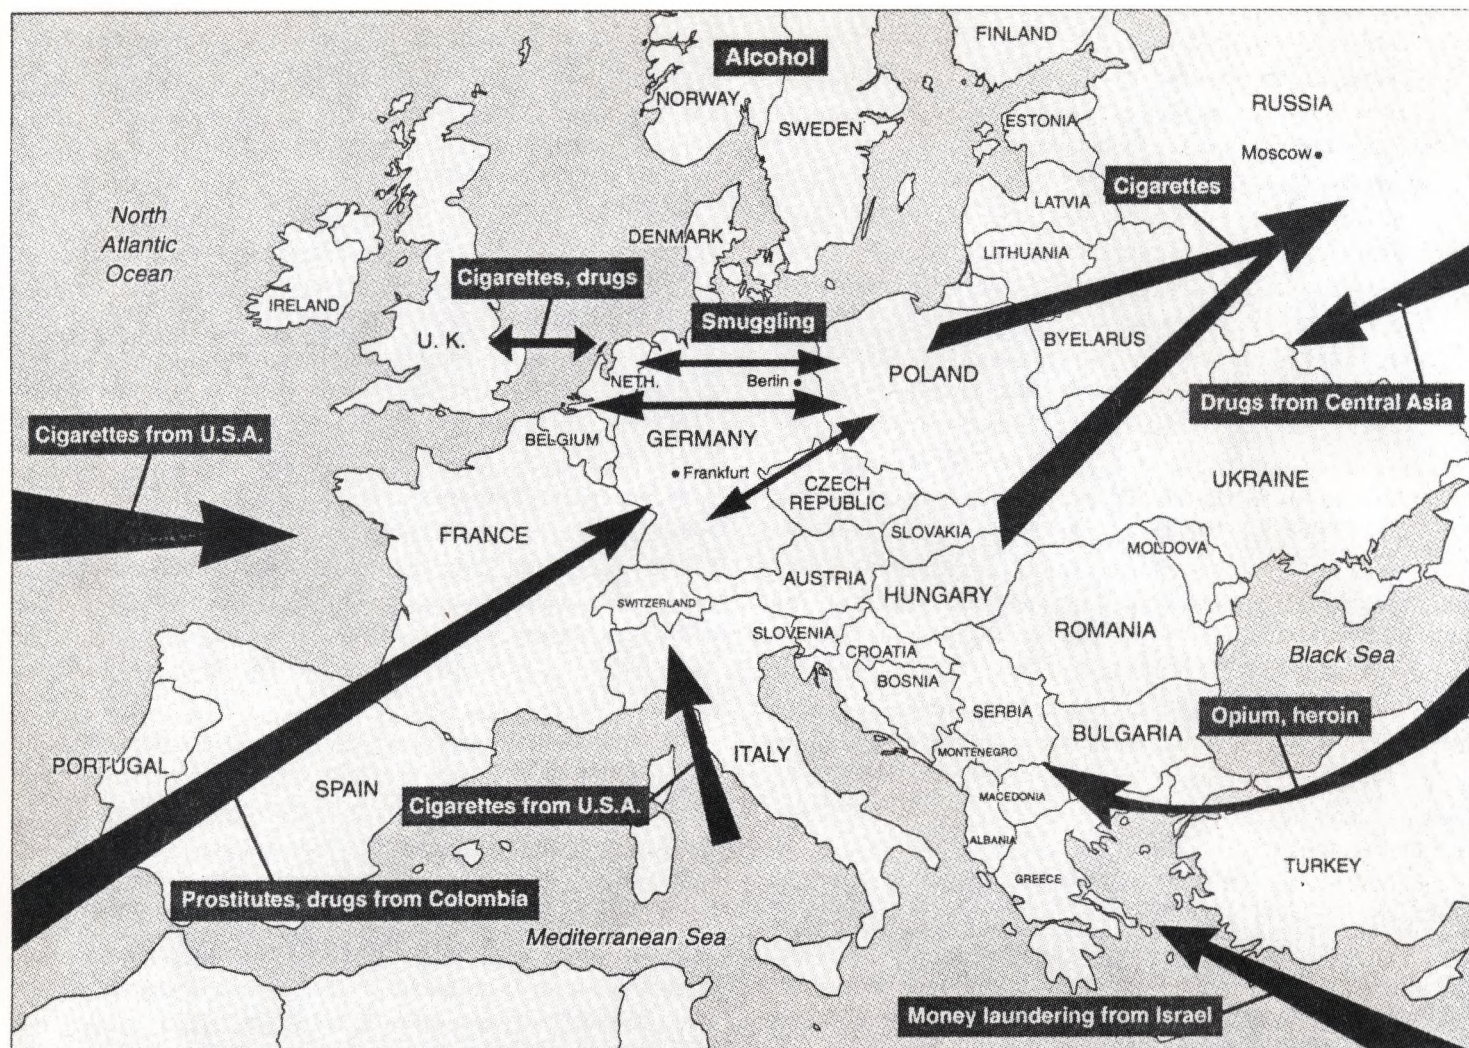 FINLAND
Alcohol
NORWAY
SWEDEN
RUSSIA
ESTONIA
Moscow
Cigarettes
LATVIA
North
Atlantic
Ocean
DENMARK
LITHUANIA
Cigarettes, drugs
IRELAND
Smuggling
U. K.
BYELARUS
NETH.
Berlin
POLAND
Drugs from Central Asia
Cigarettes from U.S.A.
BELGIUM
GERMANY
Frankfurt
CZECH
REPUBLIC
UKRAINE
FRANCE
SLOVAKIA
MOLDOVA
AUSTRIA
HUNGARY
SWITZERLAND
SLOVENIA
ROMANIA
CROATIA
Black Sea
BOSNIA
SERBIA
Opium, heroin
BULGARIA
MONTENEGRO
ITALY
PORTUGAL
SPAIN
Cigarettes from U.S.A.
MACEDONIA
ALBANIA
TURKEY
GREECE
Prostitutes, drugs from Colombia
Mediterranean Sea
Money laundering from Israel